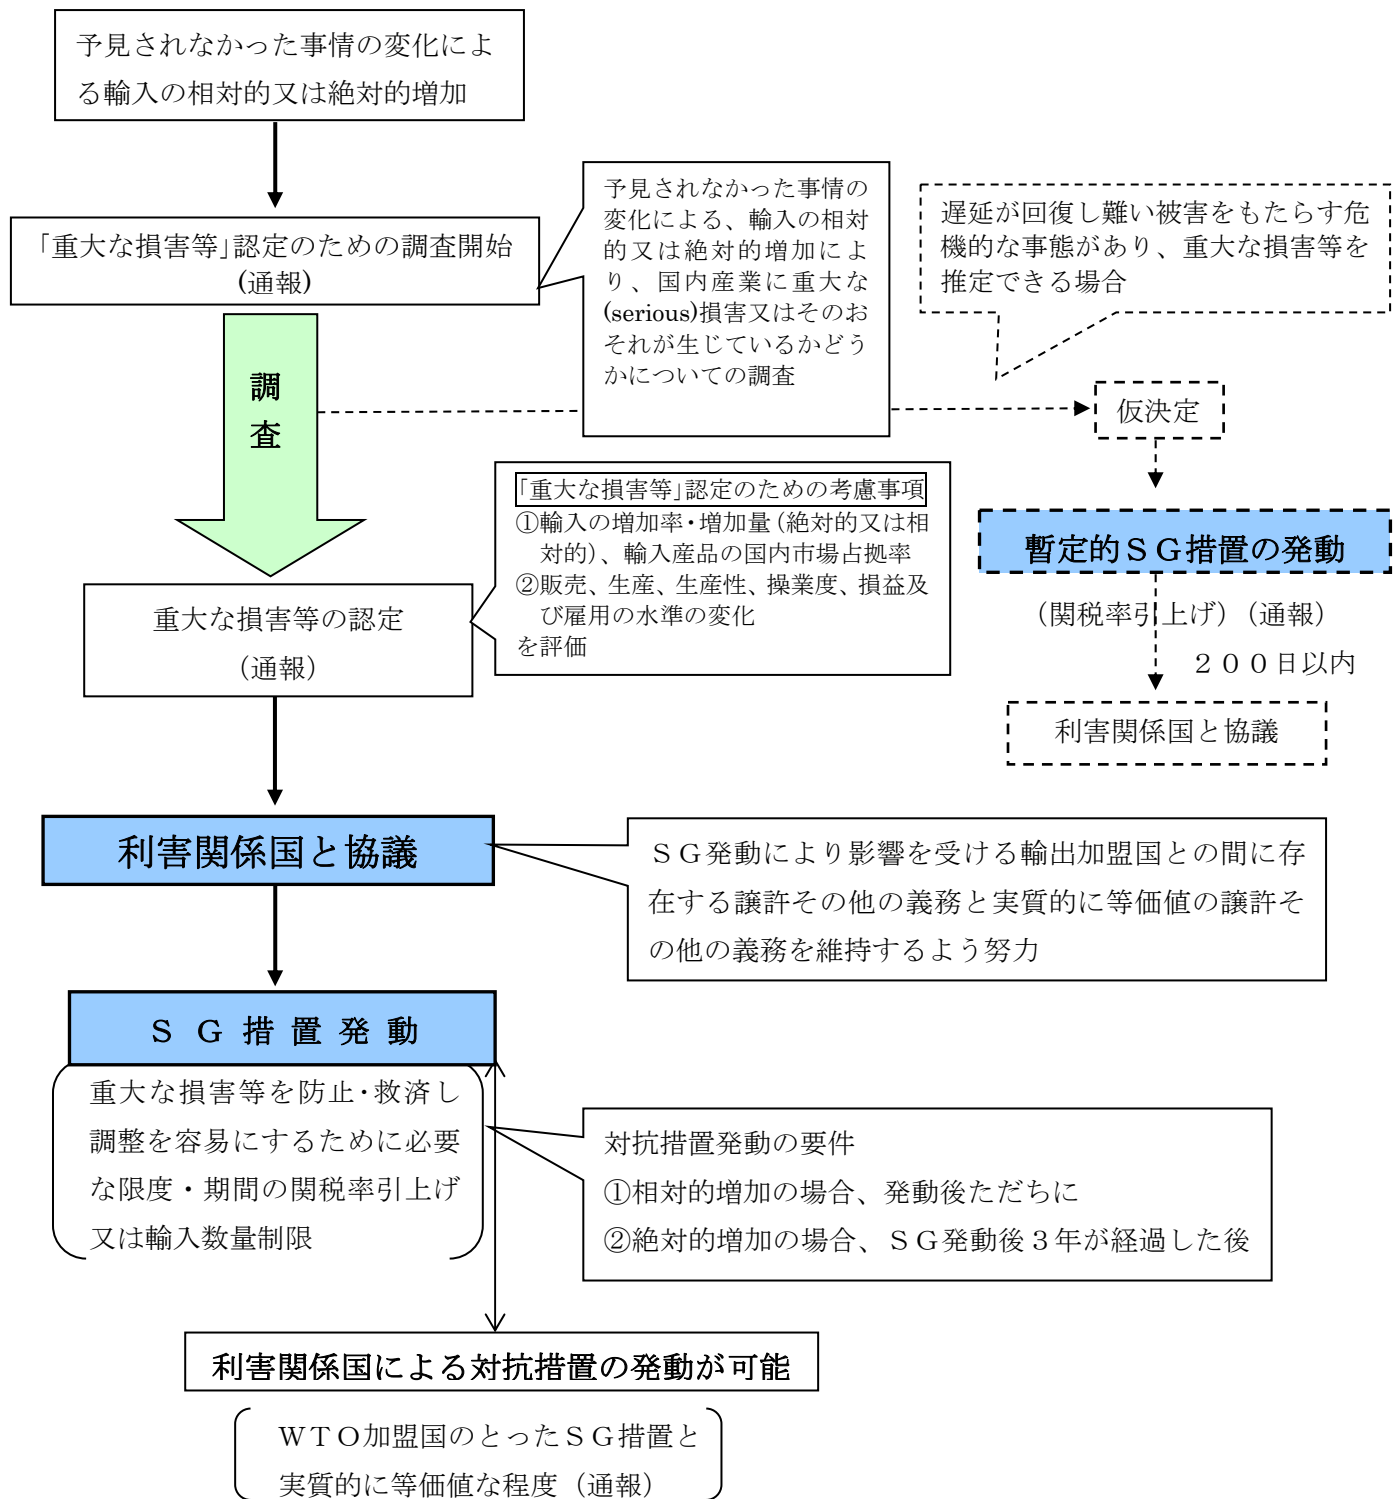 予見されなかった事情の変化によ
る輸入の相対的又は絶対的増加
「重大な損害等」認定のための調査開始
(通報)
予見されなかった事情の
変化による、輸入の相対
的又は絶対的増加によ
り、国内産業に重大な
(serious)損害又はそのお
それが生じているかどう
かについての調査
遅延が回復し難い被害をもたらす危
機的な事態があり、重大な損害等を
推定できる場合
調
査
仮決定
「重大な損害等」認定のための考慮事項
①輸入の増加率・増加量(絶対的又は相
対的)、輸入産品の国内市場占拠率
②販売、生産、生産性、操業度、損益及
び雇用の水準の変化
を評価
暫定的SG措置の発動
(関税率引上げ)(通報)
200日以内
利害関係国と協議
重大な損害等の認定
(通報)
利害関係国と協議
SG発動により影響を受ける輸出加盟国との間に存
在する譲許その他の義務と実質的に等価値の譲許そ
の他の義務を維持するよう努力
SG措置発動
重大な損害等を防止・救済し
調整を容易にするために必要
な限度・期間の関税率引上げ
又は輸入数量制限
対抗措置発動の要件
①相対的増加の場合、発動後ただちに
②絶対的増加の場合、SG発動後3年が経過した後
利害関係国による対抗措置の発動が可能
WTO加盟国のとったSG措置と
実質的に等価値な程度(通報)